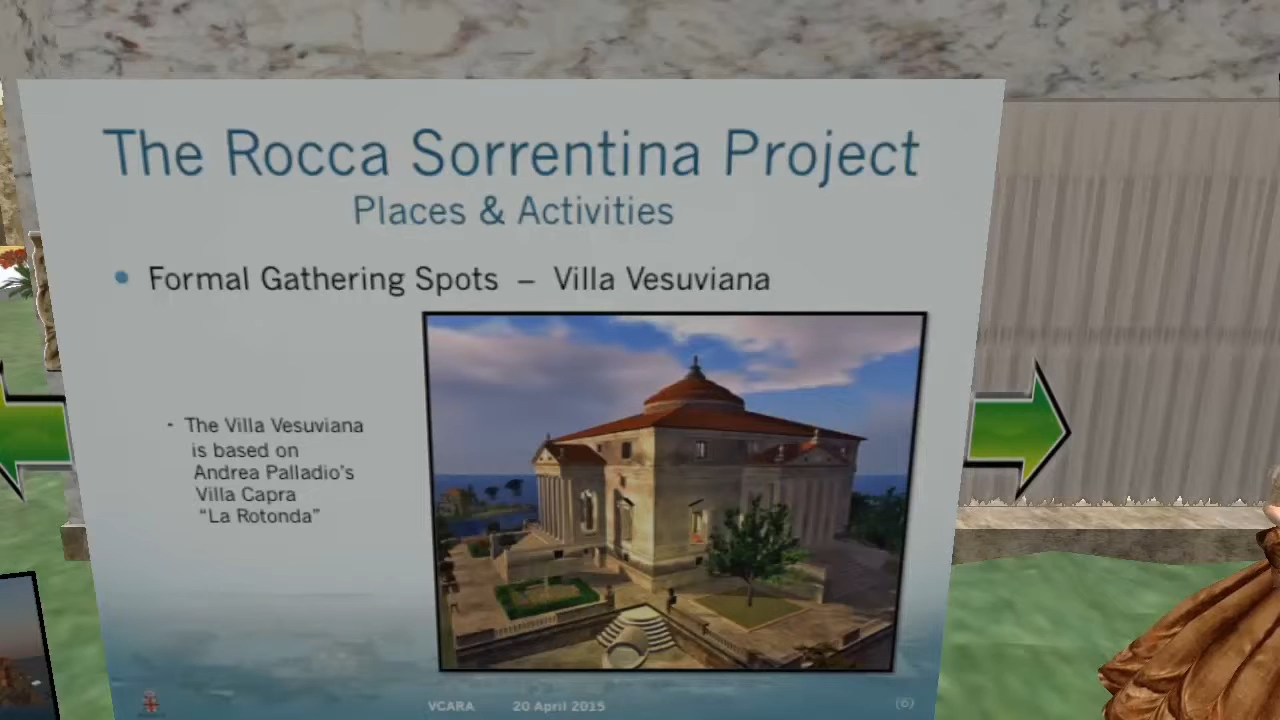 The Rocca Sorrentina Project
Places & Activities
• Formal Gathering Spots – Villa Vesuviana
- The Villa Vesuviana
is based on
Andrea Palladio's
Villa Capra
"La Rotonda"
VCARA 20 April 2015 (6)